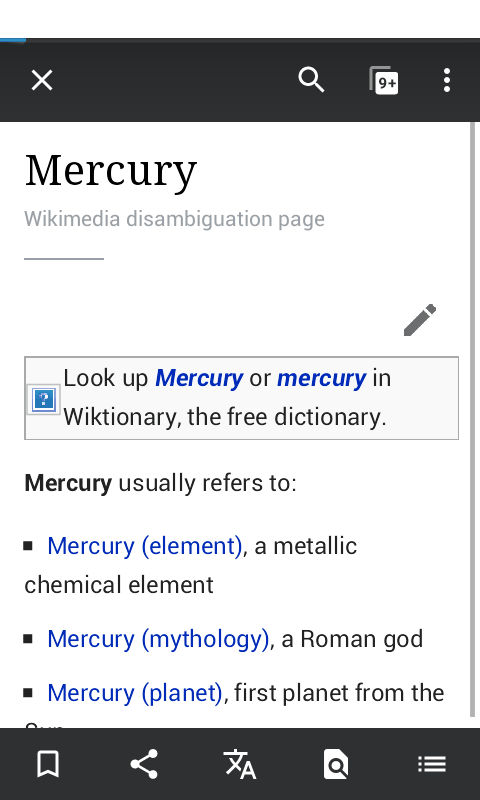 9+
Mercury
Wikimedia disambiguation page
Look up Mercury or mercury in
Wiktionary, the free dictionary.
Mercury usually refers to:
Mercury (element), a metallic
chemical element
Mercury (mythology), a Roman god
Mercury (planet), first planet from the